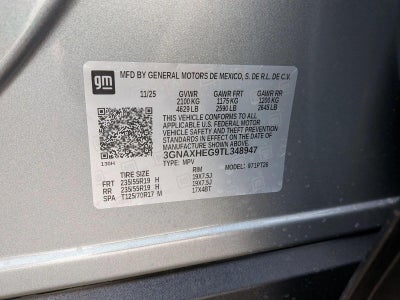 gm MFD BY GENERAL MOTORS DE MEXICO, S. DE R.L. DE C.V.
11/25 GVWR GAWR FRT GAWR RR
2100 KG 1175 KG 1200 KG
4629 LB 2590 LB 2645 LB
THIS VEHICLE CONFORMS TO ALL
APPLICABLE U.S. FEDERAL MOTOR
VEHICLE SAFETY, BUMPER, AND THEFT
PREVENTION STANDARDS IN EFFECT ON
THE DATE OF MANUFACTURE SHOWN ABOVE.
3GNAXHEG9TL348947
TYPE: MPV 971PT26
TIRE SIZE RIM
FRT 235/55R19 H 19X7.5J
RR 235/55R19 H 19X7.5J
SPA T125/70R17 M 17X4BT